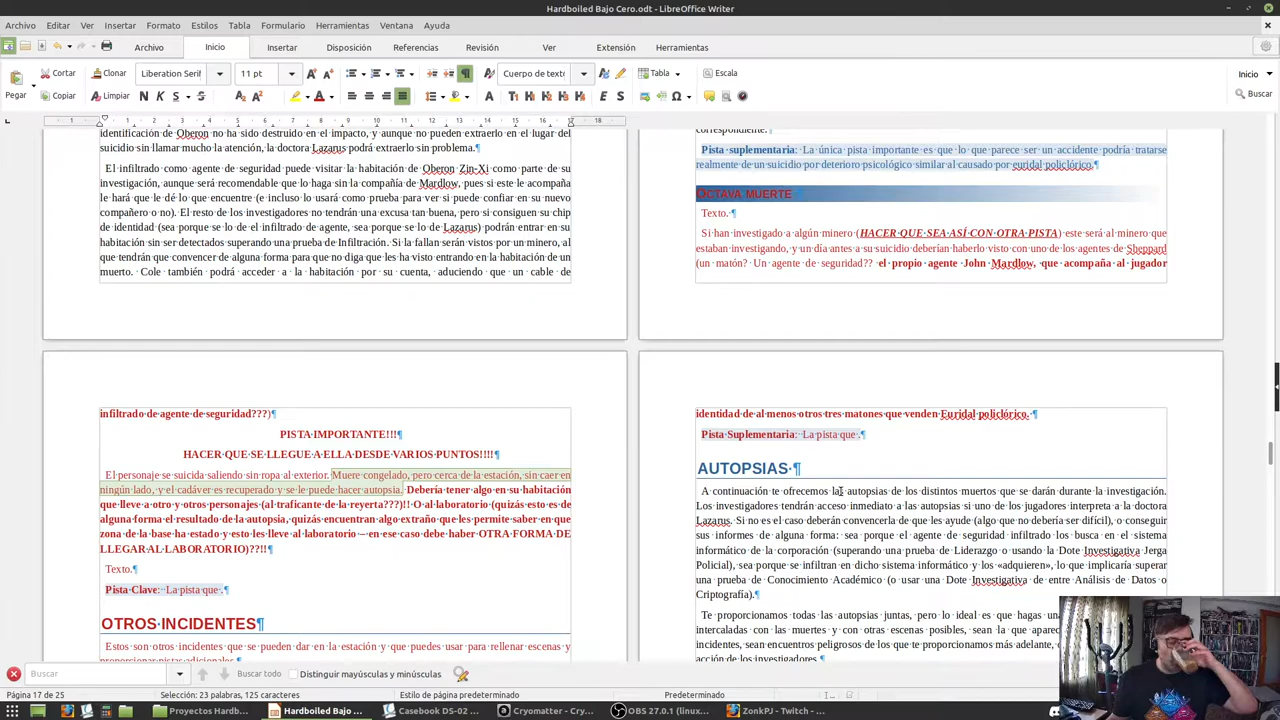 Hardboiled Bajo Cero.odt - LibreOffice Writer
Archivo Editar Ver Insertar Formato Estilos Tabla Formulario Herramientas Ventana Ayuda
Archivo Inicio Insertar Disposición Referencias Revisión Ver Extensión Herramientas
Pegar Cortar Copiar Clonar Limpiar Liberation Serif 11 pt Cuerpo de texto Tabla Escala Inicio Buscar
identificación de Oberon no ha sido destruido en el impacto, y aunque no pueden extraerlo en el lugar del
suicidio sin llamar mucho la atención, la doctora Lazarus podrá extraerlo sin problema.¶
El infiltrado como agente de seguridad puede visitar la habitación de Oberon Zin-Xi como parte de su
investigación, aunque será recomendable que lo haga sin la compañía de Mardlow, pues si este le acompaña
le hará que le dé lo que encuentre (e incluso lo usará como prueba para ver si puede confiar en su nuevo
compañero o no). El resto de los investigadores no tendrán una excusa tan buena, pero si consiguen su chip
de identidad (sea porque se lo de el infiltrado de agente, sea porque se lo de Lazarus) podrán entrar en su
habitación sin ser detectados superando una prueba de Infiltración. Si la fallan serán vistos por un minero, al
que tendrán que convencer de alguna forma para que no diga que les ha visto entrando en la habitación de un
muerto. Cole también podrá acceder a la habitación por su cuenta, aduciendo que un cable de
correspondiente.¶
Pista suplementaria: La única pista importante es que lo que parece ser un accidente podría tratarse
realmente de un suicidio por deterioro psicológico similar al causado por euridal policlórico.¶
OCTAVA MUERTE¶
Texto.¶
Si han investigado a algún minero (HACER QUE SEA ASÍ CON OTRA PISTA) este será al minero que
estaban investigando, y un día antes a su suicidio deberían haberlo visto con uno de los agentes de Sheppard
(un matón? Un agente de seguridad?? el propio agente John Mardlow, que acompaña al jugador
infiltrado de agente de seguridad???)¶
PISTA IMPORTANTE!!!¶
HACER QUE SE LLEGUE A ELLA DESDE VARIOS PUNTOS!!!!¶
El personaje se suicida saliendo sin ropa al exterior. Muere congelado, pero cerca de la estación, sin caer en
ningún lado, y el cadáver es recuperado y se le puede hacer autopsia. Debería tener algo en su habitación
que lleve a otro y otros personajes (al traficante de la reyerta???)!! O al laboratorio (quizás esto es de
alguna forma el resultado de la autopsia, quizás encuentran algo extraño que les permite saber en que
zona de la base ha estado y esto les lleve al laboratorio – en ese caso debe haber OTRA FORMA DE
LLEGAR AL LABORATORIO)??!!¶
Texto.¶
Pista Clave: La pista que .¶
OTROS INCIDENTES¶
Estos son otros incidentes que se pueden dar en la estación y que puedes usar para rellenar escenas y
proporcionar pistas adicionales.¶
identidad de al menos otros tres matones que venden Euridal policlórico. ¶
Pista Suplementaria: La pista que .¶
AUTOPSIAS ¶
A continuación te ofrecemos las autopsias de los distintos muertos que se darán durante la investigación.
Los investigadores tendrán acceso inmediato a las autopsias si uno de los jugadores interpreta a la doctora
Lazarus. Si no es el caso deberán convencerla de que les ayude (algo que no debería ser difícil), o conseguir
sus informes de alguna forma: sea porque el agente de seguridad infiltrado los busca en el sistema
informático de la corporación (superando una prueba de Liderazgo o usando la Dote Investigativa Jerga
Policial), sea porque se infiltran en dicho sistema informático y los «adquieren», lo que implicaría superar
una prueba de Conocimiento Académico (o usar una Dote Investigativa de entre Análisis de Datos o
Criptografía).¶
Te proporcionamos todas las autopsias juntas, pero lo ideal es que hagas una
intercaladas con las muertes y con otras escenas posibles, sean la que
incidentes, sean encuentros peligrosos de los que te proporcionamos más adelante,
acción de los investigadores.¶
Buscar Buscar todo Distinguir mayúsculas y minúsculas
Página 17 de 25 Selección: 23 palabras, 125 caracteres Estilo de página predeterminado Predeterminado
Proyectos Hardb... Hardboiled Bajo ... Casebook DS-02 ... Cryomatter - Cry... OBS 27.0.1 (linux... ZonkPJ - Twitch - ...